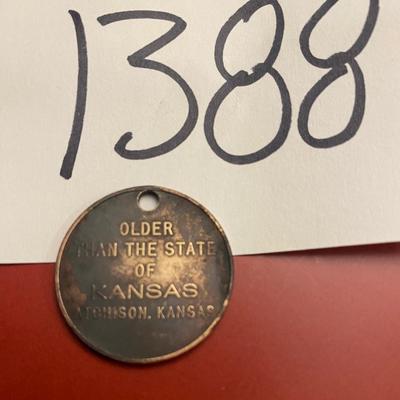 1388
OLDER
THAN THE STATE
OF
KANSAS
ATCHISON, KANSAS